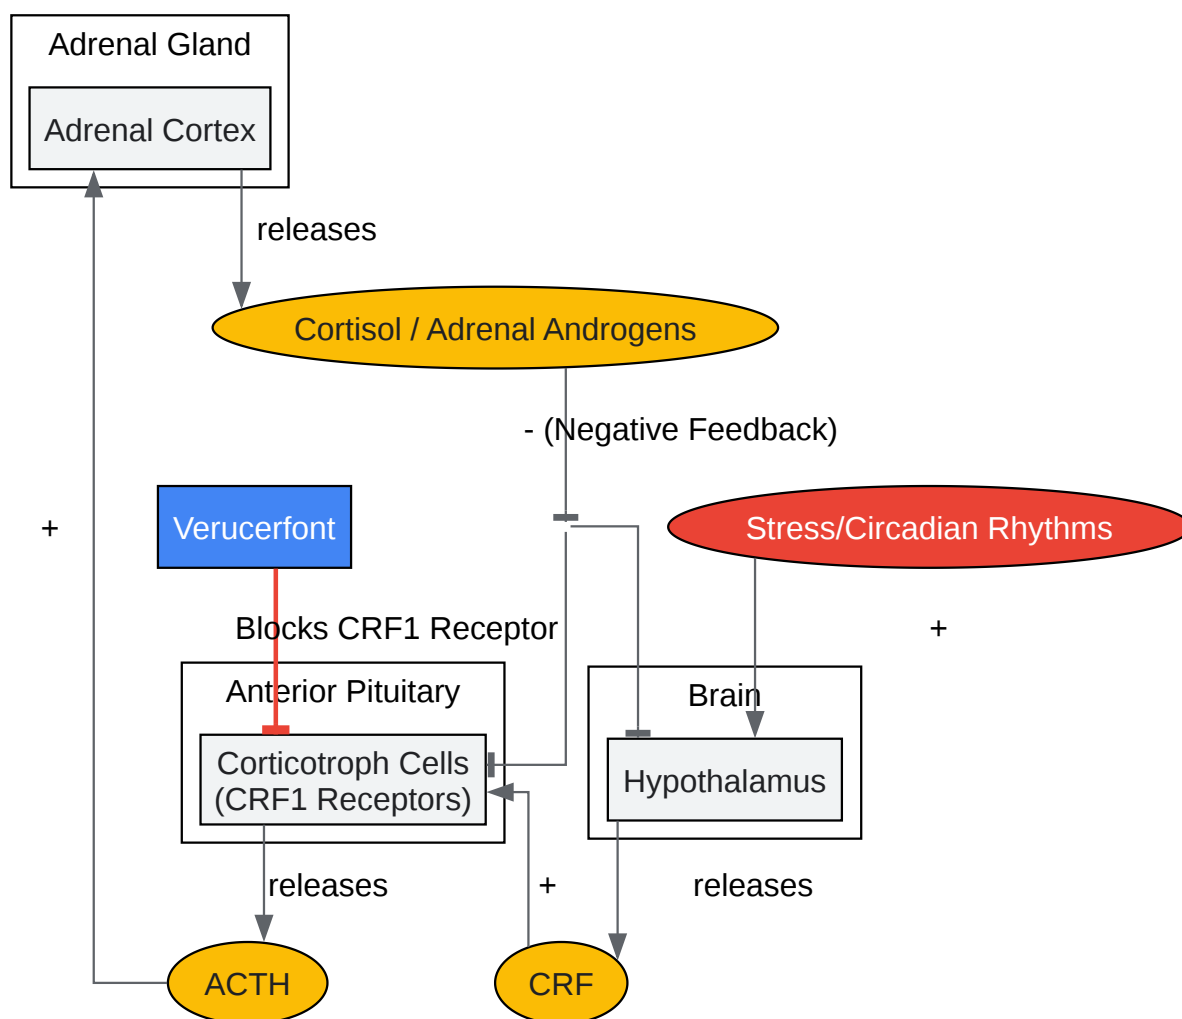 Adrenal Gland
Adrenal Cortex
releases
Cortisol / Adrenal Androgens
- (Negative Feedback)
+
Verucerfont
Stress/Circadian Rhythms
Blocks CRF1 Receptor
+
Anterior Pituitary
Brain
Corticotroph Cells
(CRF1 Receptors)
Hypothalamus
releases
+
releases
ACTH
CRF